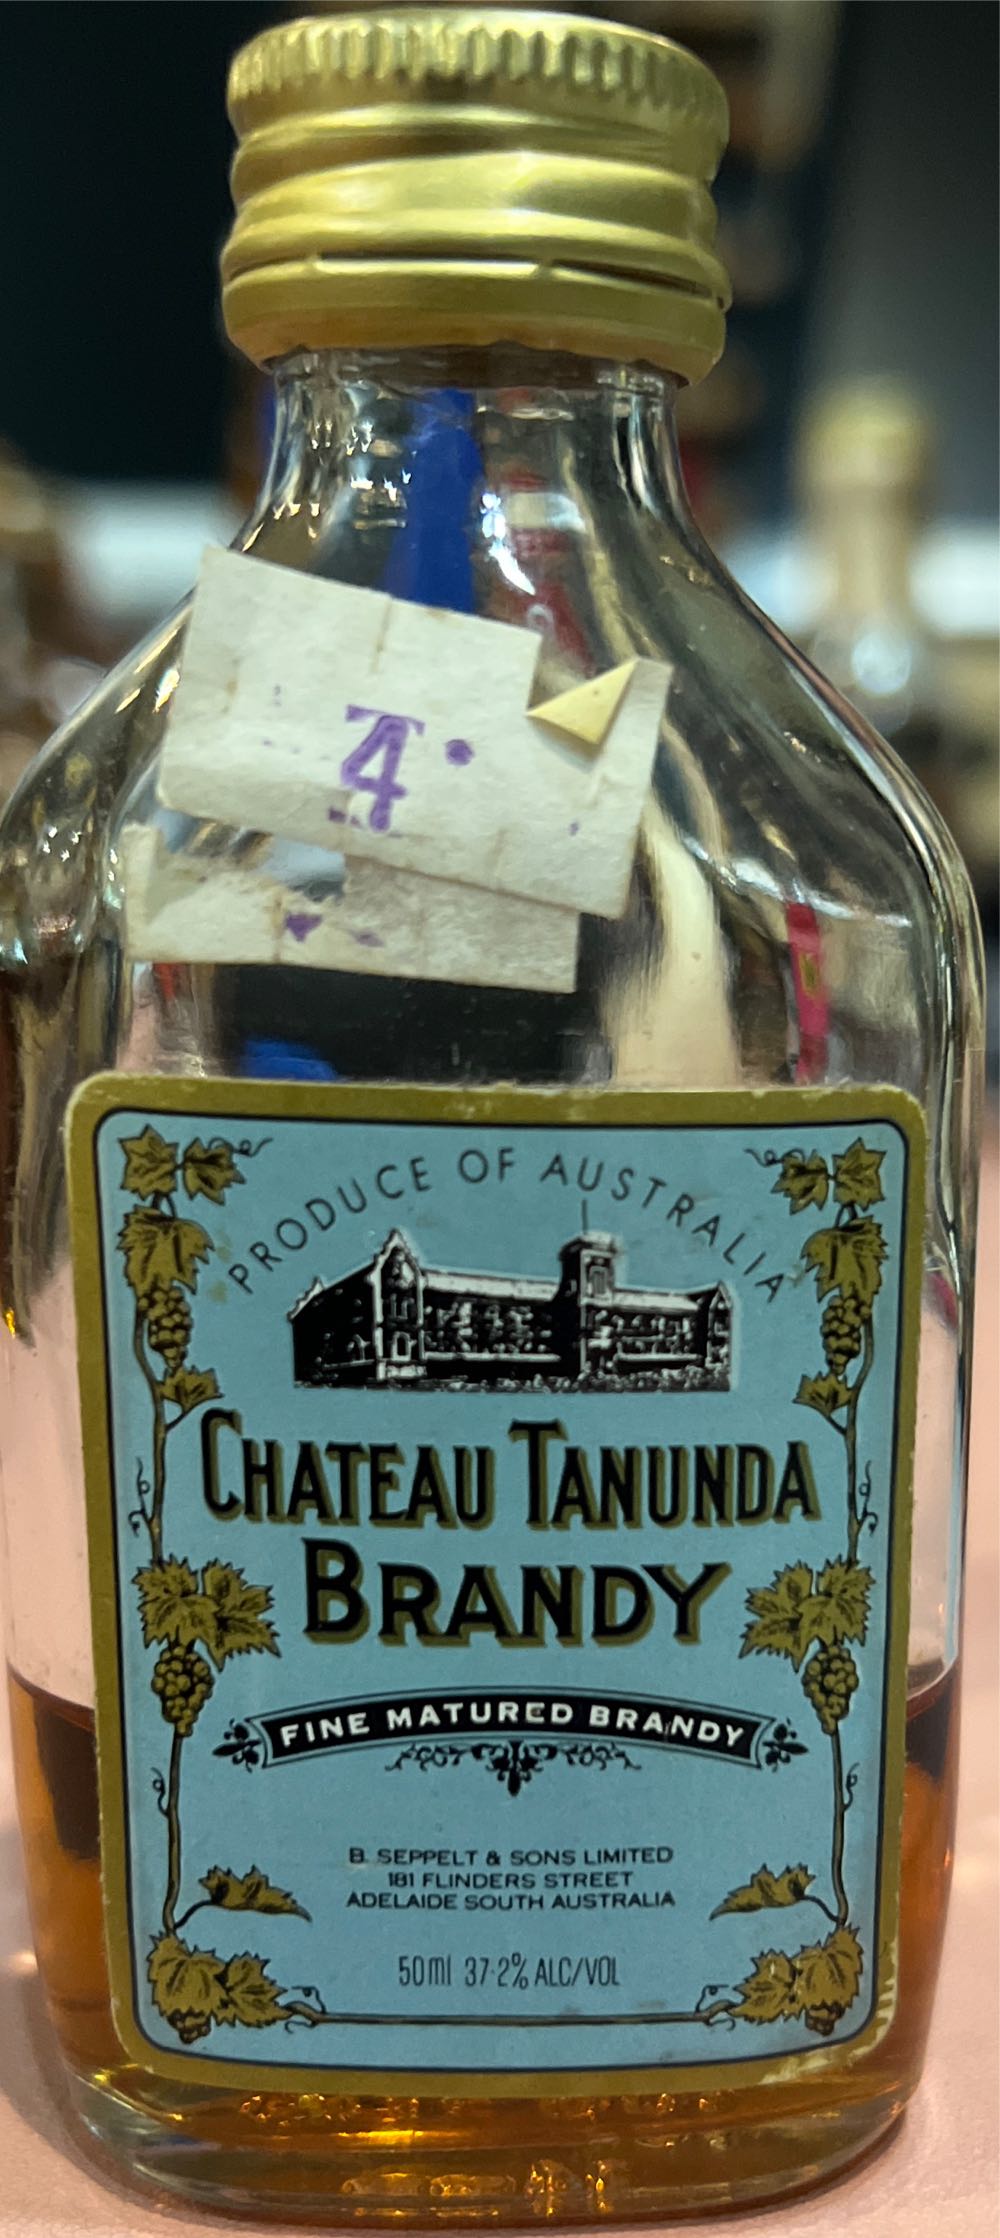 4
PRODUCE OF AUSTRALIA
CHATEAU TANUNDA
BRANDY
FINE MATURED BRANDY
B. SEPPELT & SONS LIMITED
181 FLINDERS STREET
ADELAIDE SOUTH AUSTRALIA
50ml 37·2% ALC/VOL